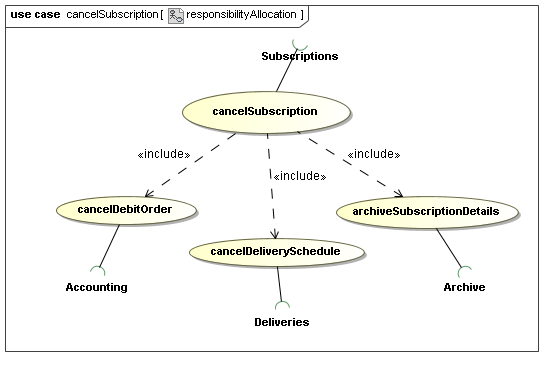 use case cancelSubscription [ responsibilityAllocation ]
Subscriptions
cancelSubscription
«include»
«include»
«include»
cancelDebitOrder
archiveSubscriptionDetails
cancelDeliverySchedule
Accounting
Archive
Deliveries